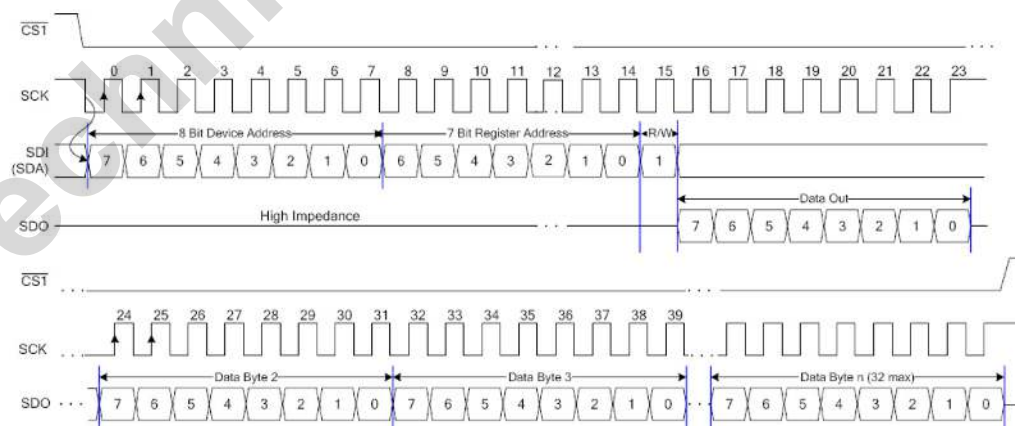 echn
CS1
0 1 2 3 4 5 6 7 8 9 10 11 12 13 14 15 16 17 18 19 20 21 22 23
SCK
8 Bit Device Address 7 Bit Register Address R/W
SDI
(SDA)
7 6 5 4 3 2 1 0 6 5 4 3 2 1 0 1
Data Out
High Impedance
SDO
7 6 5 4 3 2 1 0
CS1
24 25 26 27 28 29 30 31 32 33 34 35 36 37 38 39
SCK
Data Byte 2 Data Byte 3 Data Byte n (32 max)
SDO
7 6 5 4 3 2 1 0 7 6 5 4 3 2 1 0 7 6 5 4 3 2 1 0